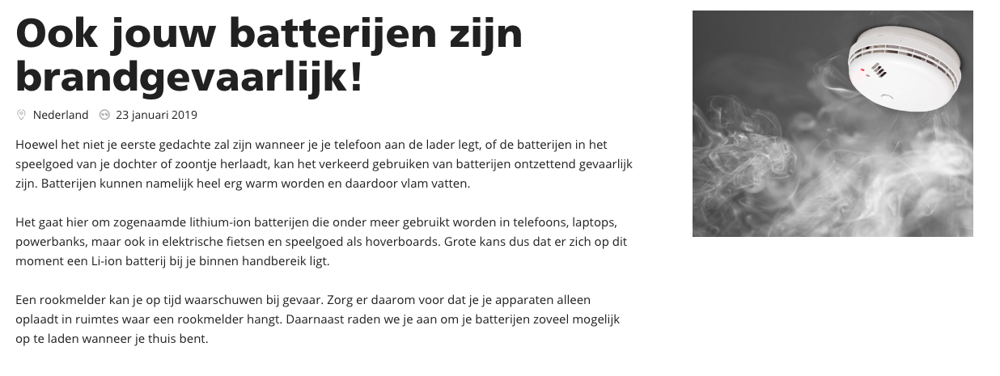 Ook jouw batterijen zijn
brandgevaarlijk!
Nederland 23 januari 2019
Hoewel het niet je eerste gedachte zal zijn wanneer je je telefoon aan de lader legt, of de batterijen in het
speelgoed van je dochter of zoontje herlaadt, kan het verkeerd gebruiken van batterijen ontzettend gevaarlijk
zijn. Batterijen kunnen namelijk heel erg warm worden en daardoor vlam vatten.
Het gaat hier om zogenaamde lithium-ion batterijen die onder meer gebruikt worden in telefoons, laptops,
powerbanks, maar ook in elektrische fietsen en speelgoed als hoverboards. Grote kans dus dat er zich op dit
moment een Li-ion batterij bij je binnen handbereik ligt.
Een rookmelder kan je op tijd waarschuwen bij gevaar. Zorg er daarom voor dat je je apparaten alleen
oplaadt in ruimtes waar een rookmelder hangt. Daarnaast raden we je aan om je batterijen zoveel mogelijk
op te laden wanneer je thuis bent.